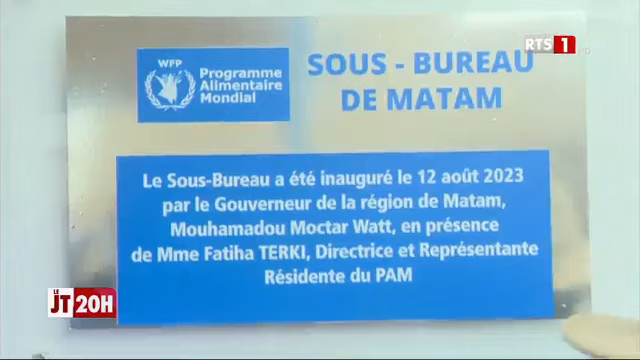 RTS 1
WFP
Programme
Alimentaire
Mondial
SOUS - BUREAU
DE MATAM
Le Sous-Bureau a été inauguré le 12 août 2023
par le Gouverneur de la région de Matam,
Mouhamadou Moctar Watt, en présence
de Mme Fatiha TERKI, Directrice et Représentante
Résidente du PAM
LE
JT 20H